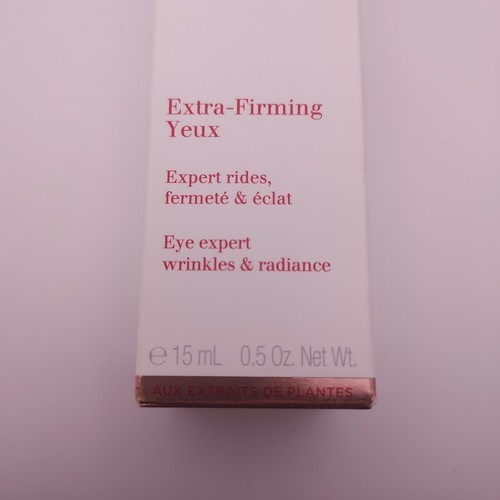 Extra-Firming
Yeux
Expert rides,
fermeté & éclat
Eye expert
wrinkles & radiance
℮ 15 mL 0.5 Oz. Net Wt.
AUX EXTRAITS DE PLANTES